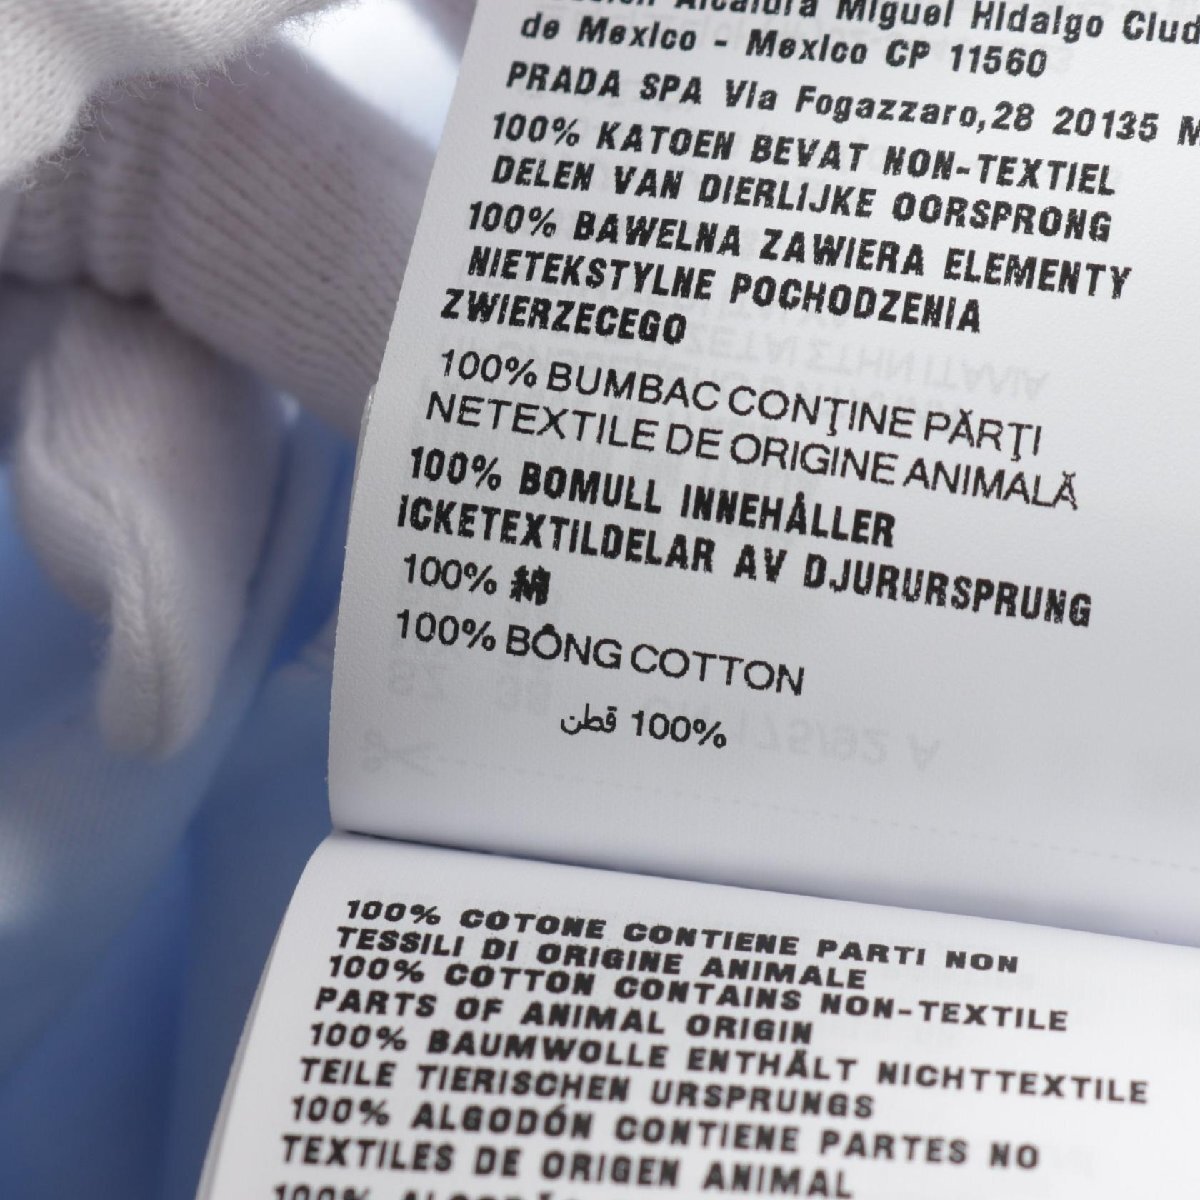 Alcaldia Miguel Hidalgo
de Mexico - Mexico CP 11560
PRADA SPA Via Fogazzaro,28 20135
100% KATOEN BEVAT NON-TEXTIEL
DELEN VAN DIERLIJKE OORSPRONG
100% BAWELNA ZAWIERA ELEMENTY
NIETEKSTYLNE POCHODZENIA
ZWIERZECEGO
100% BUMBAC CONŢINE PĂRŢI
NETEXTILE DE ORIGINE ANIMALĂ
100% BOMULL INNEHÅLLER
ICKETEXTILDELAR AV DJURURSPRUNG
100% 綿
100% BÔNG COTTON
100% قطن
100% COTONE CONTIENE PARTI NON
TESSILI DI ORIGINE ANIMALE
100% COTTON CONTAINS NON-TEXTILE
PARTS OF ANIMAL ORIGIN
100% BAUMWOLLE ENTHÄLT NICHTTEXTILE
TEILE TIERISCHEN URSPRUNGS
100% ALGODÓN CONTIENE PARTES NO
TEXTILES DE ORIGEN ANIMAL